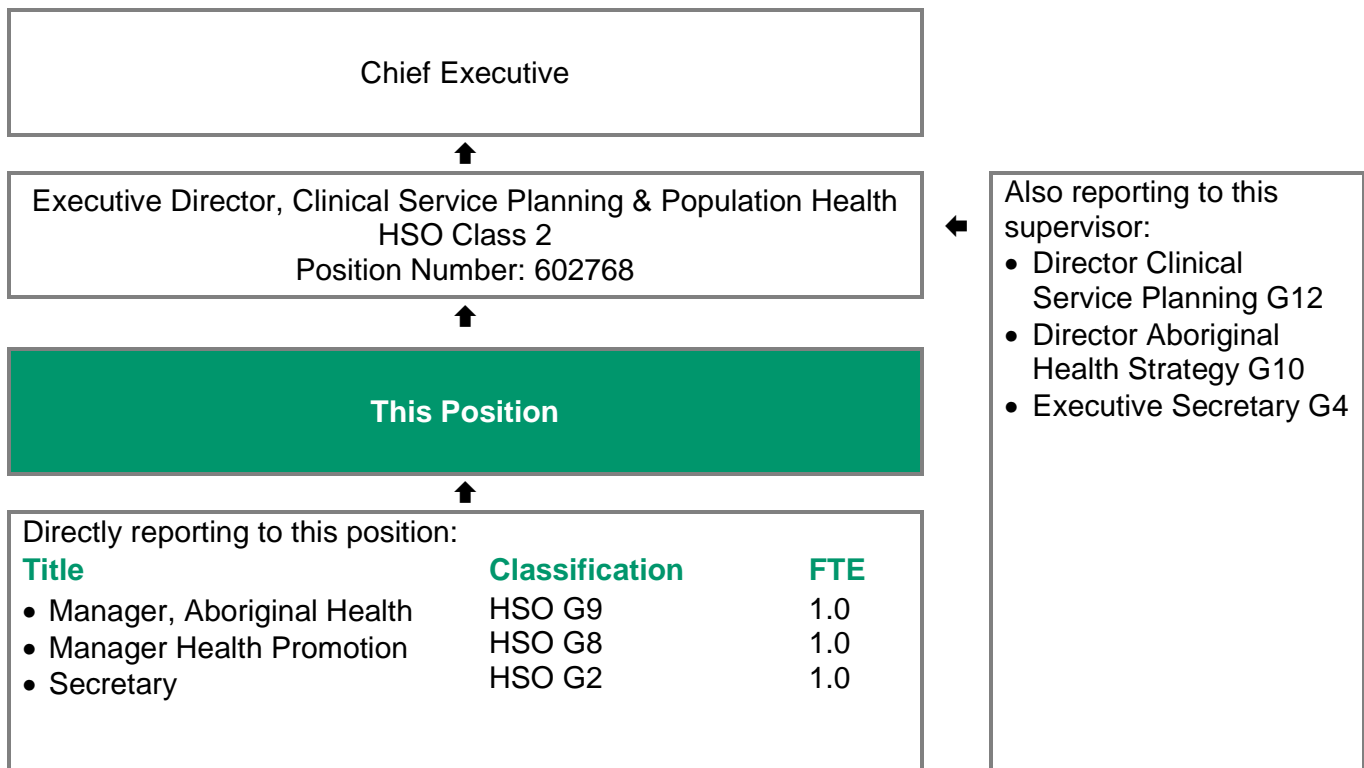 Chief Executive
Executive Director, Clinical Service Planning & Population Health
HSO Class 2
Position Number: 602768
Also reporting to this
supervisor:
• Director Clinical
Service Planning G12
• Director Aboriginal
Health Strategy G10
• Executive Secretary G4
This Position
Directly reporting to this position:
Title Classification FTE
• Manager, Aboriginal Health HSO G9 1.0
• Manager Health Promotion HSO G8 1.0
• Secretary HSO G2 1.0